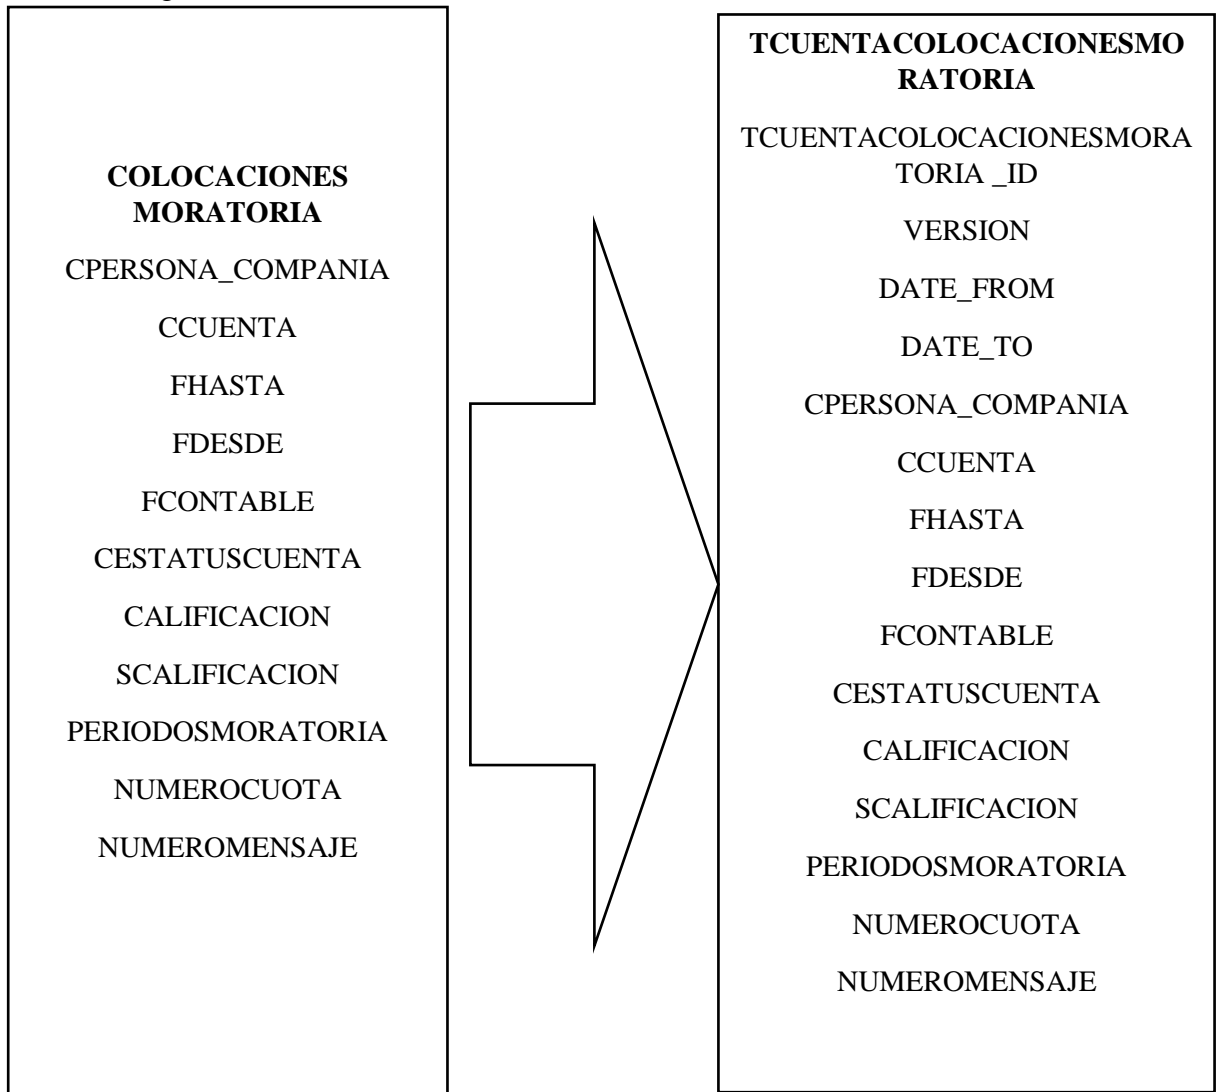 COLOCACIONES
MORATORIA
CPERSONA_COMPANIA
CCUENTA
FHASTA
FDESDE
FCONTABLE
CESTATUSCUENTA
CALIFICACION
SCALIFICACION
PERIODOSMORATORIA
NUMEROCUOTA
NUMEROMENSAJE
TCUENTACOLOCACIONESMO
RATORIA
TCUENTACOLOCACIONESMORA
TORIA _ID
VERSION
DATE_FROM
DATE_TO
CPERSONA_COMPANIA
CCUENTA
FHASTA
FDESDE
FCONTABLE
CESTATUSCUENTA
CALIFICACION
SCALIFICACION
PERIODOSMORATORIA
NUMEROCUOTA
NUMEROMENSAJE